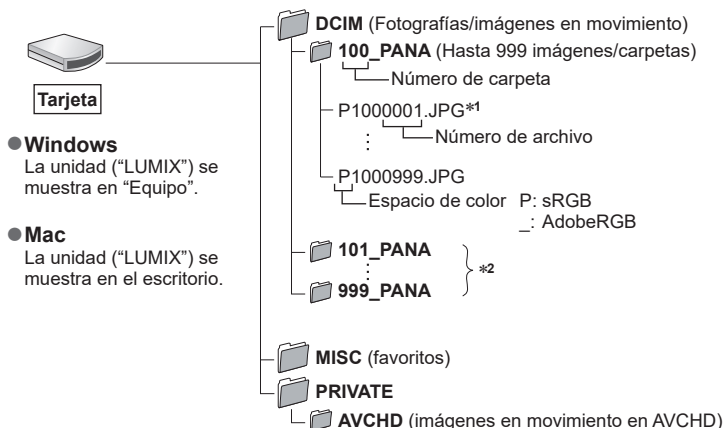 Tarjeta
●Windows
La unidad ("LUMIX") se
muestra en "Equipo".
●Mac
La unidad ("LUMIX") se
muestra en el escritorio.
DCIM (Fotografías/imágenes en movimiento)
100_PANA (Hasta 999 imágenes/carpetas)
Número de carpeta
P1000001.JPG*1
Número de archivo
P1000999.JPG
Espacio de color P: sRGB
_: AdobeRGB
101_PANA
*2
999_PANA
MISC (favoritos)
PRIVATE
AVCHD (imágenes en movimiento en AVCHD)